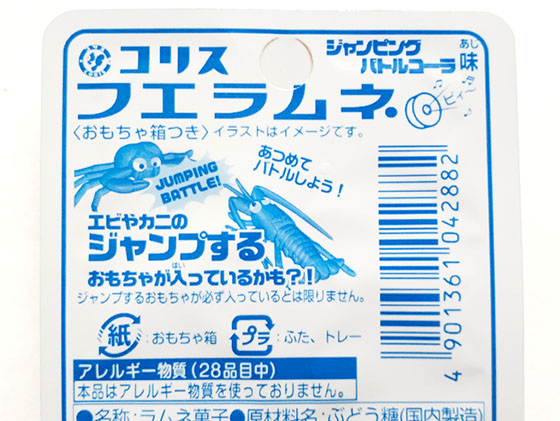 コリス
ジャンピング
バトルコーラ味
あじ
フエラムネ
ピィ〜
〈おもちゃ箱つき〉イラストはイメージです。
JUMPING
BATTLE!
あつめて
バトルしよう!
エビやカニの
ジャンプする
おもちゃが入っているかも?!
はい
ジャンプするおもちゃが必ず入っているとは限りません。
紙:おもちゃ箱
プラ:ふた、トレー
アレルギー物質(28品目中)
本品はアレルギー物質を使っておりません。
●名称:ラムネ菓子●原材料名:ぶどう糖(国内製造)
4 901361 042882